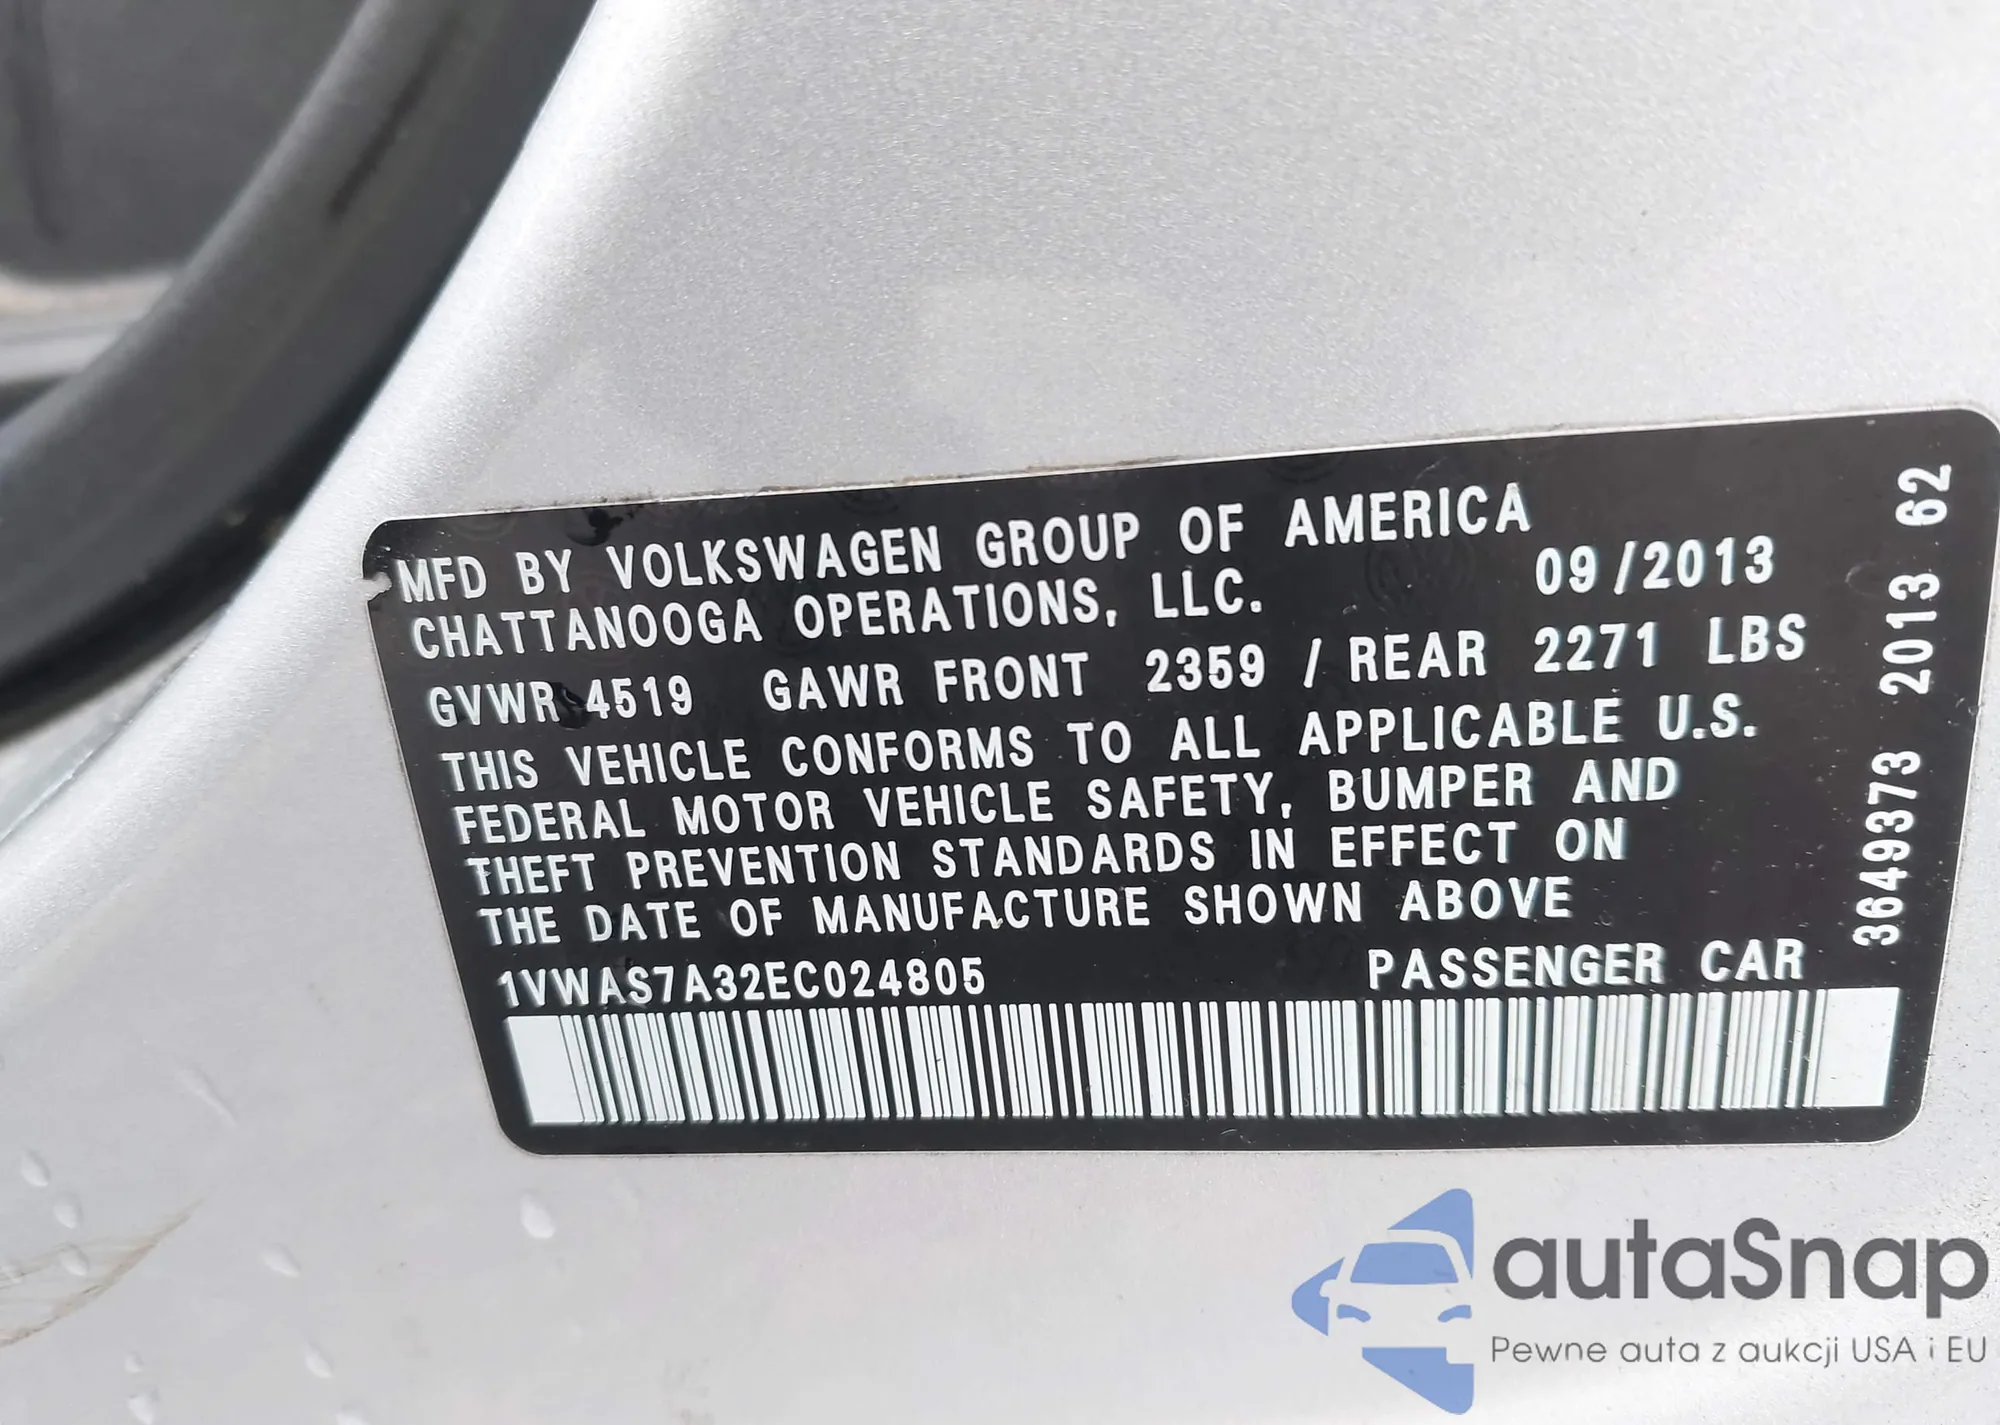 MFD BY VOLKSWAGEN GROUP OF AMERICA
CHATTANOOGA OPERATIONS, LLC. 09/2013
GVWR 4519 GAWR FRONT 2359 / REAR 2271 LBS
THIS VEHICLE CONFORMS TO ALL APPLICABLE U.S.
FEDERAL MOTOR VEHICLE SAFETY, BUMPER AND
THEFT PREVENTION STANDARDS IN EFFECT ON
THE DATE OF MANUFACTURE SHOWN ABOVE
1VWAS7A32EC024805 PASSENGER CAR
3649373 2013 62
autaSnap
Pewne auta z aukcji USA i EU